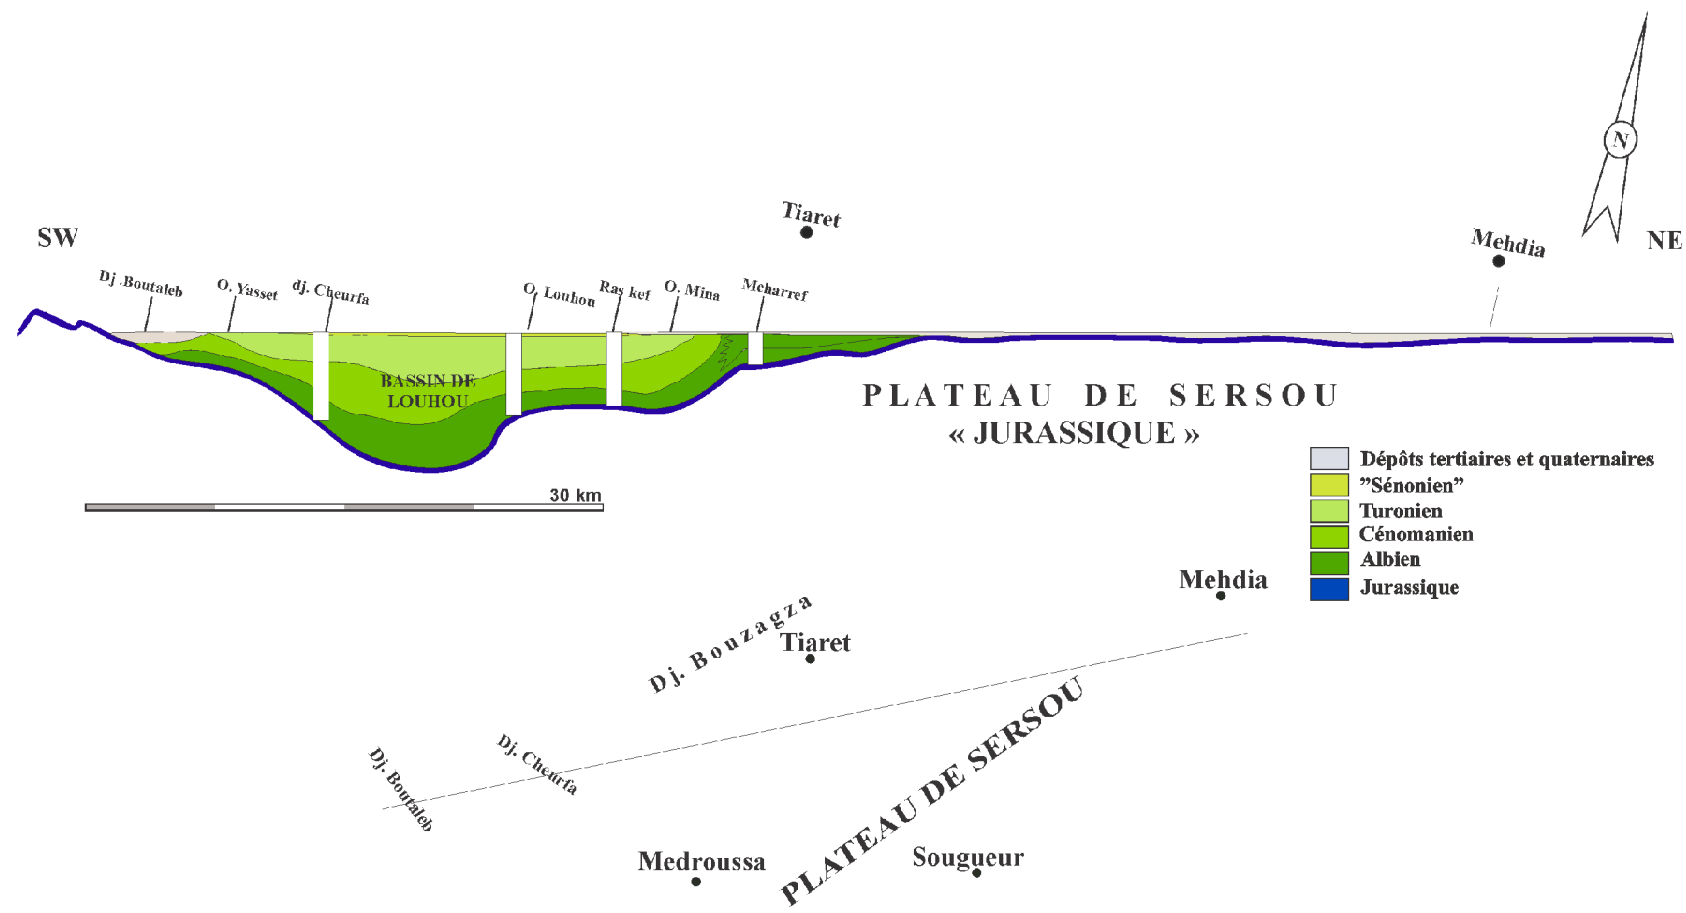 N
Tiaret
SW
Mehdia
NE
Dj .Boutaleb
O. Yasset
dj. Cheurfa
O. Louhou
Ras kef
O. Mina
Mcharref
BASSIN DE
LOUHOU
PLATEAU DE SERSOU
« JURASSIQUE »
30 km
Dépôts tertiaires et quaternaires
”Sénonien”
Turonien
Cénomanien
Albien
Jurassique
Mehdia
Dj. Bouzagza
Tiaret
Dj. Cheurfa
Dj. Boutaleb
PLATEAU DE SERSOU
Medroussa
Sougueur